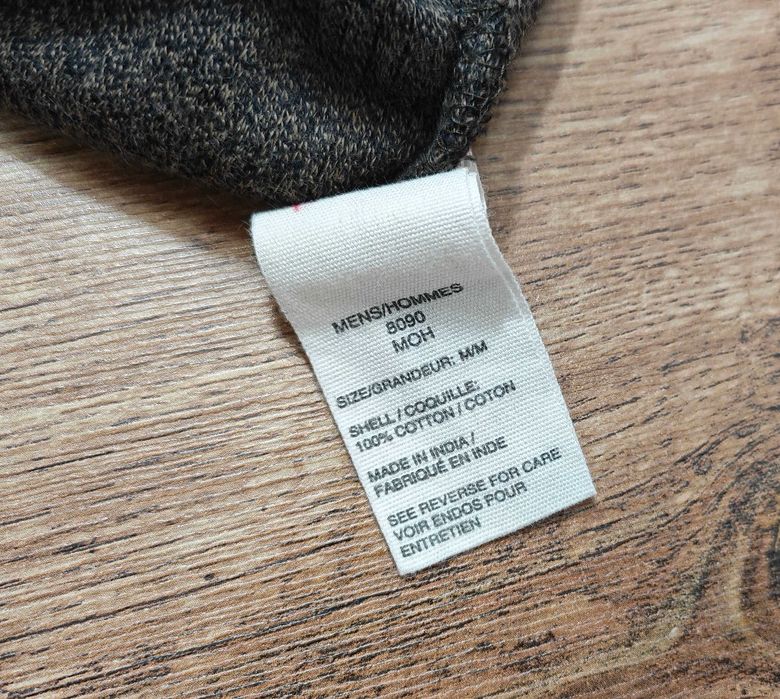 MENS/HOMMES
8090
MOH
SIZE/GRANDEUR: M/M
SHELL / COQUILLE:
100% COTTON / COTON
MADE IN INDIA /
FABRIQUÉ EN INDE
SEE REVERSE FOR CARE
VOIR ENDOS POUR
ENTRETIEN